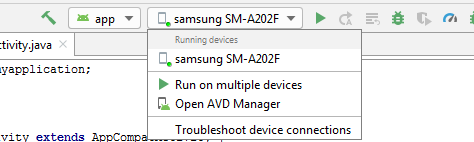 app
samsung SM-A202F
ctivity.java
Running devices
yapplication;
samsung SM-A202F
Run on multiple devices
Open AVD Manager
Troubleshoot device connections
ivity extends AppCompatActivity {